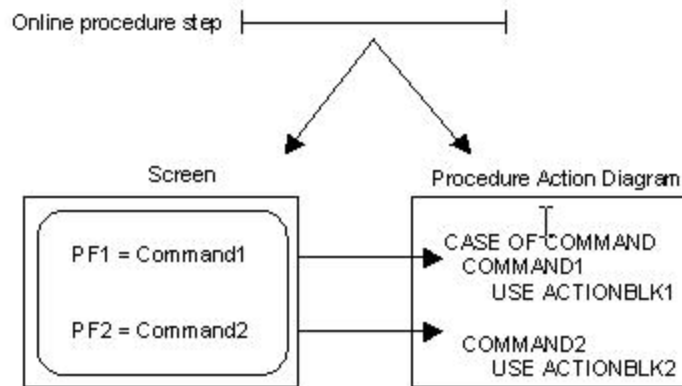 Online procedure step
Screen
Procedure Action Diagram
PF1 = Command1
PF2 = Command2
CASE OF COMMAND
COMMAND1
USE ACTIONBLK1
COMMAND2
USE ACTIONBLK2